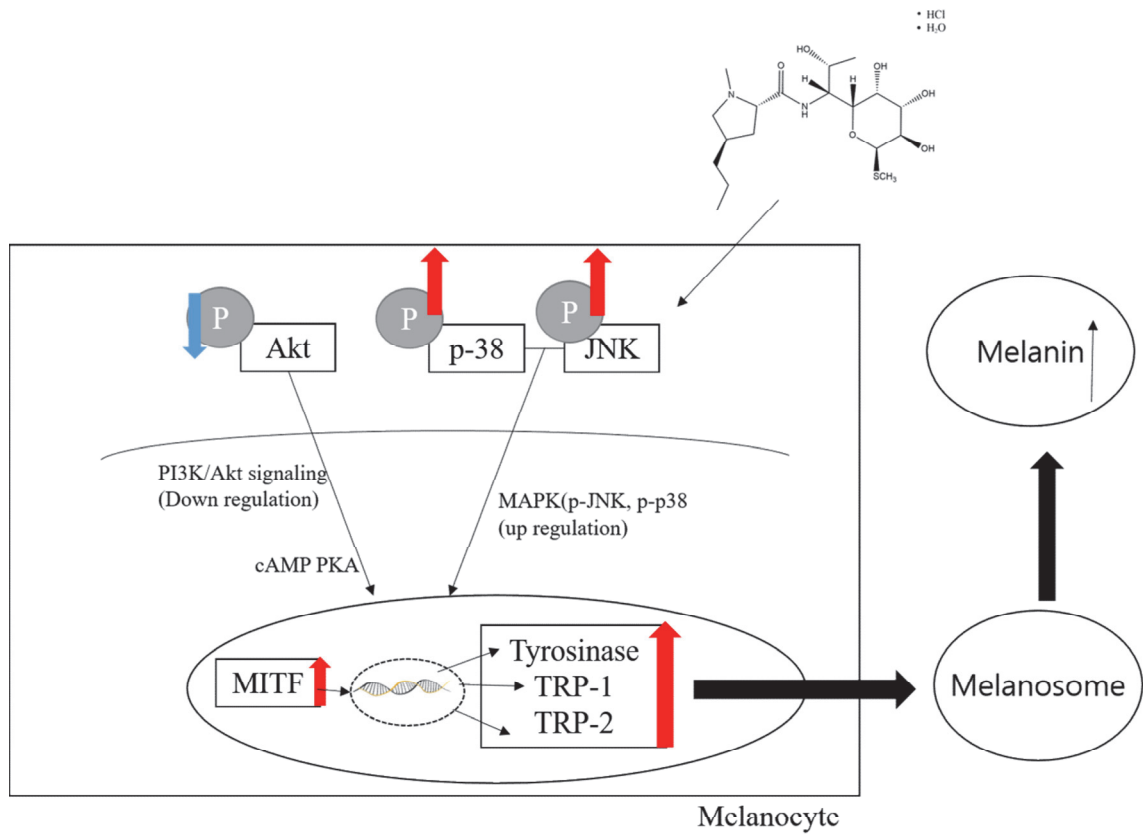 • HCl
• H₂O
HO
OH
O
H
H
OH
N
N
H
O
OH
SCH₃
P
P
P
Akt
p-38
JNK
Melanin
PI3K/Akt signaling
(Down regulation)
MAPK(p-JNK, p-p38
(up regulation)
cAMP PKA
MITF
Tyrosinase
TRP-1
TRP-2
Melanosome
Melanocyte